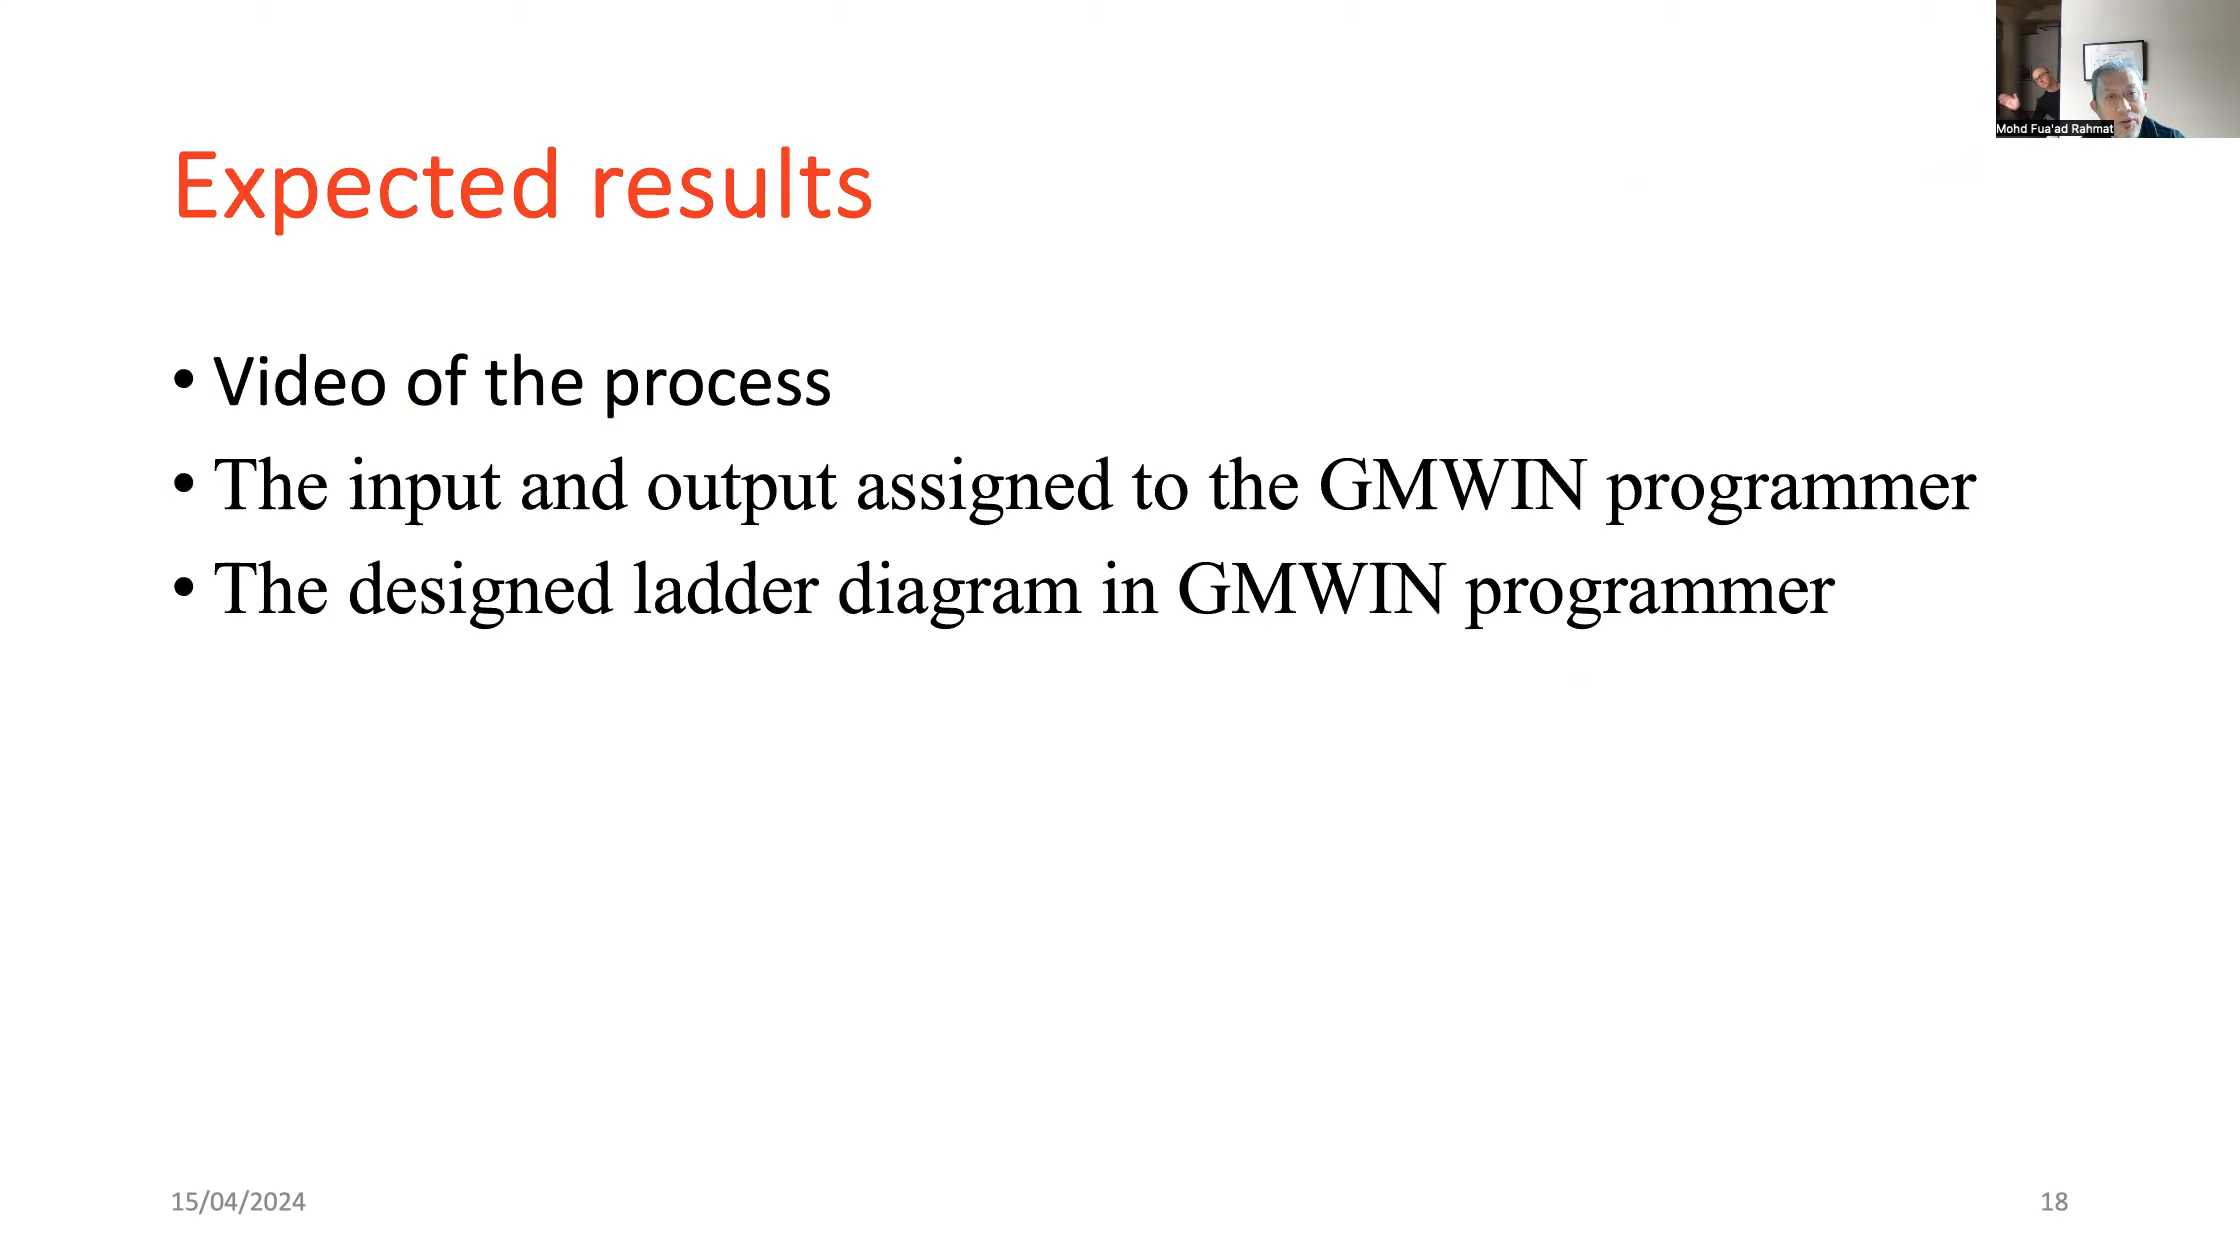 Mohd Fua'ad Rahmat
Expected results
• Video of the process
• The input and output assigned to the GMWIN programmer
• The designed ladder diagram in GMWIN programmer
15/04/2024
18